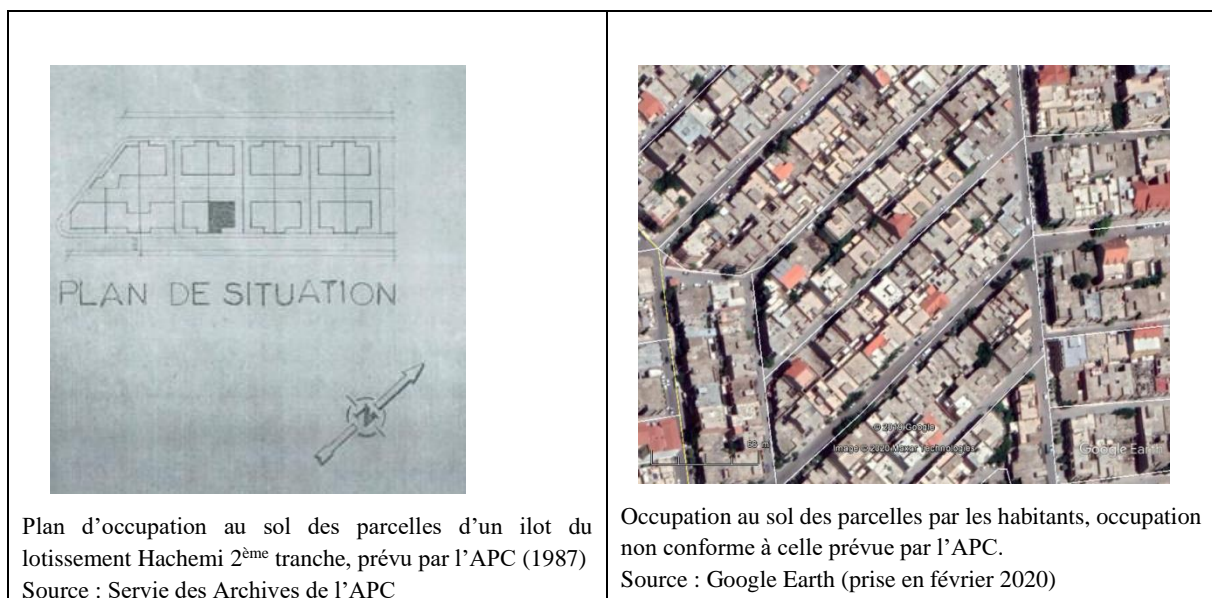 PLAN DE SITUATION
Plan d’occupation au sol des parcelles d’un ilot du
lotissement Hachemi 2ème tranche, prévu par l’APC (1987)
Source : Servie des Archives de l’APC
© 2019 Google
Image © 2020 Maxar Technologies
Google Earth
Occupation au sol des parcelles par les habitants, occupation
non conforme à celle prévue par l’APC.
Source : Google Earth (prise en février 2020)